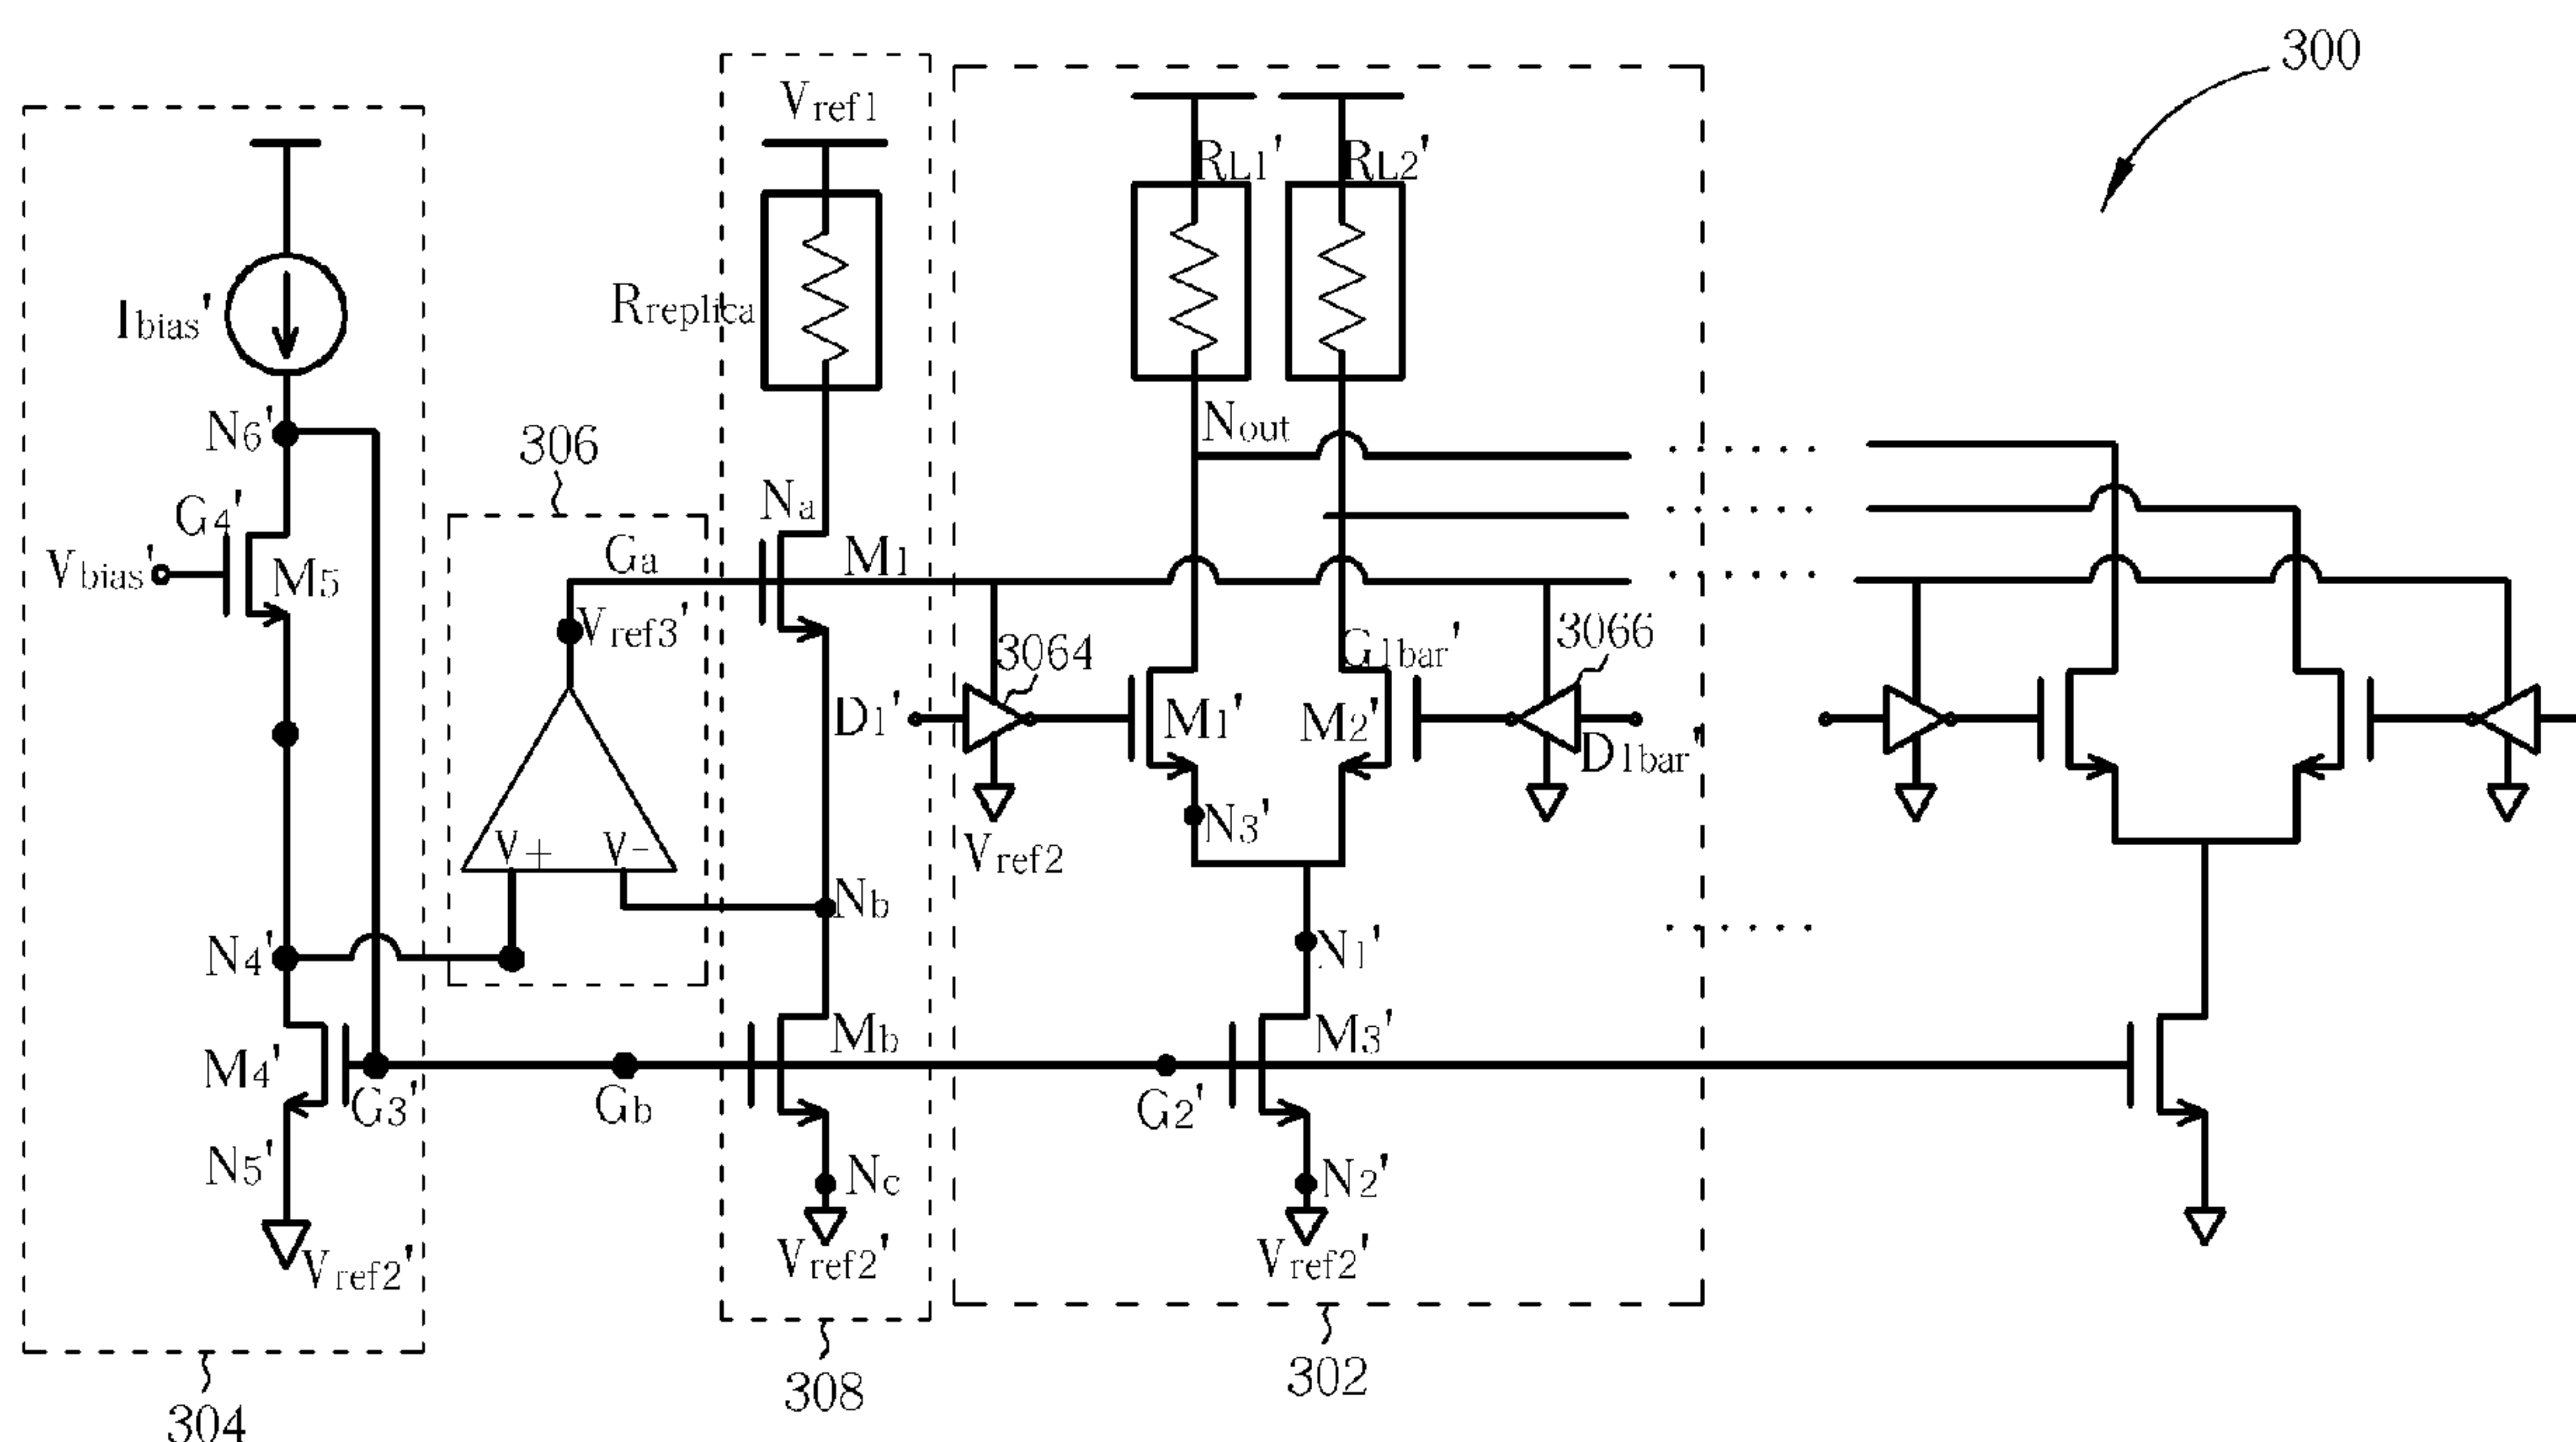 300
Vref1
RL1'
RL2'
Ibias'
Rreplica
N6'
306
Nout
G4'
Na
Vbias'
M5
Ga
M1
Vref3'
3064
G1bar'
3066
D1'
M1'
M2'
D1bar'
V+
V-
N3'
Vref2
Nb
N4'
N1'
Mb
M3'
M4'
G3'
Gb
G2'
N5'
Nc
N2'
Vref2'
Vref2'
Vref2'
304
308
302